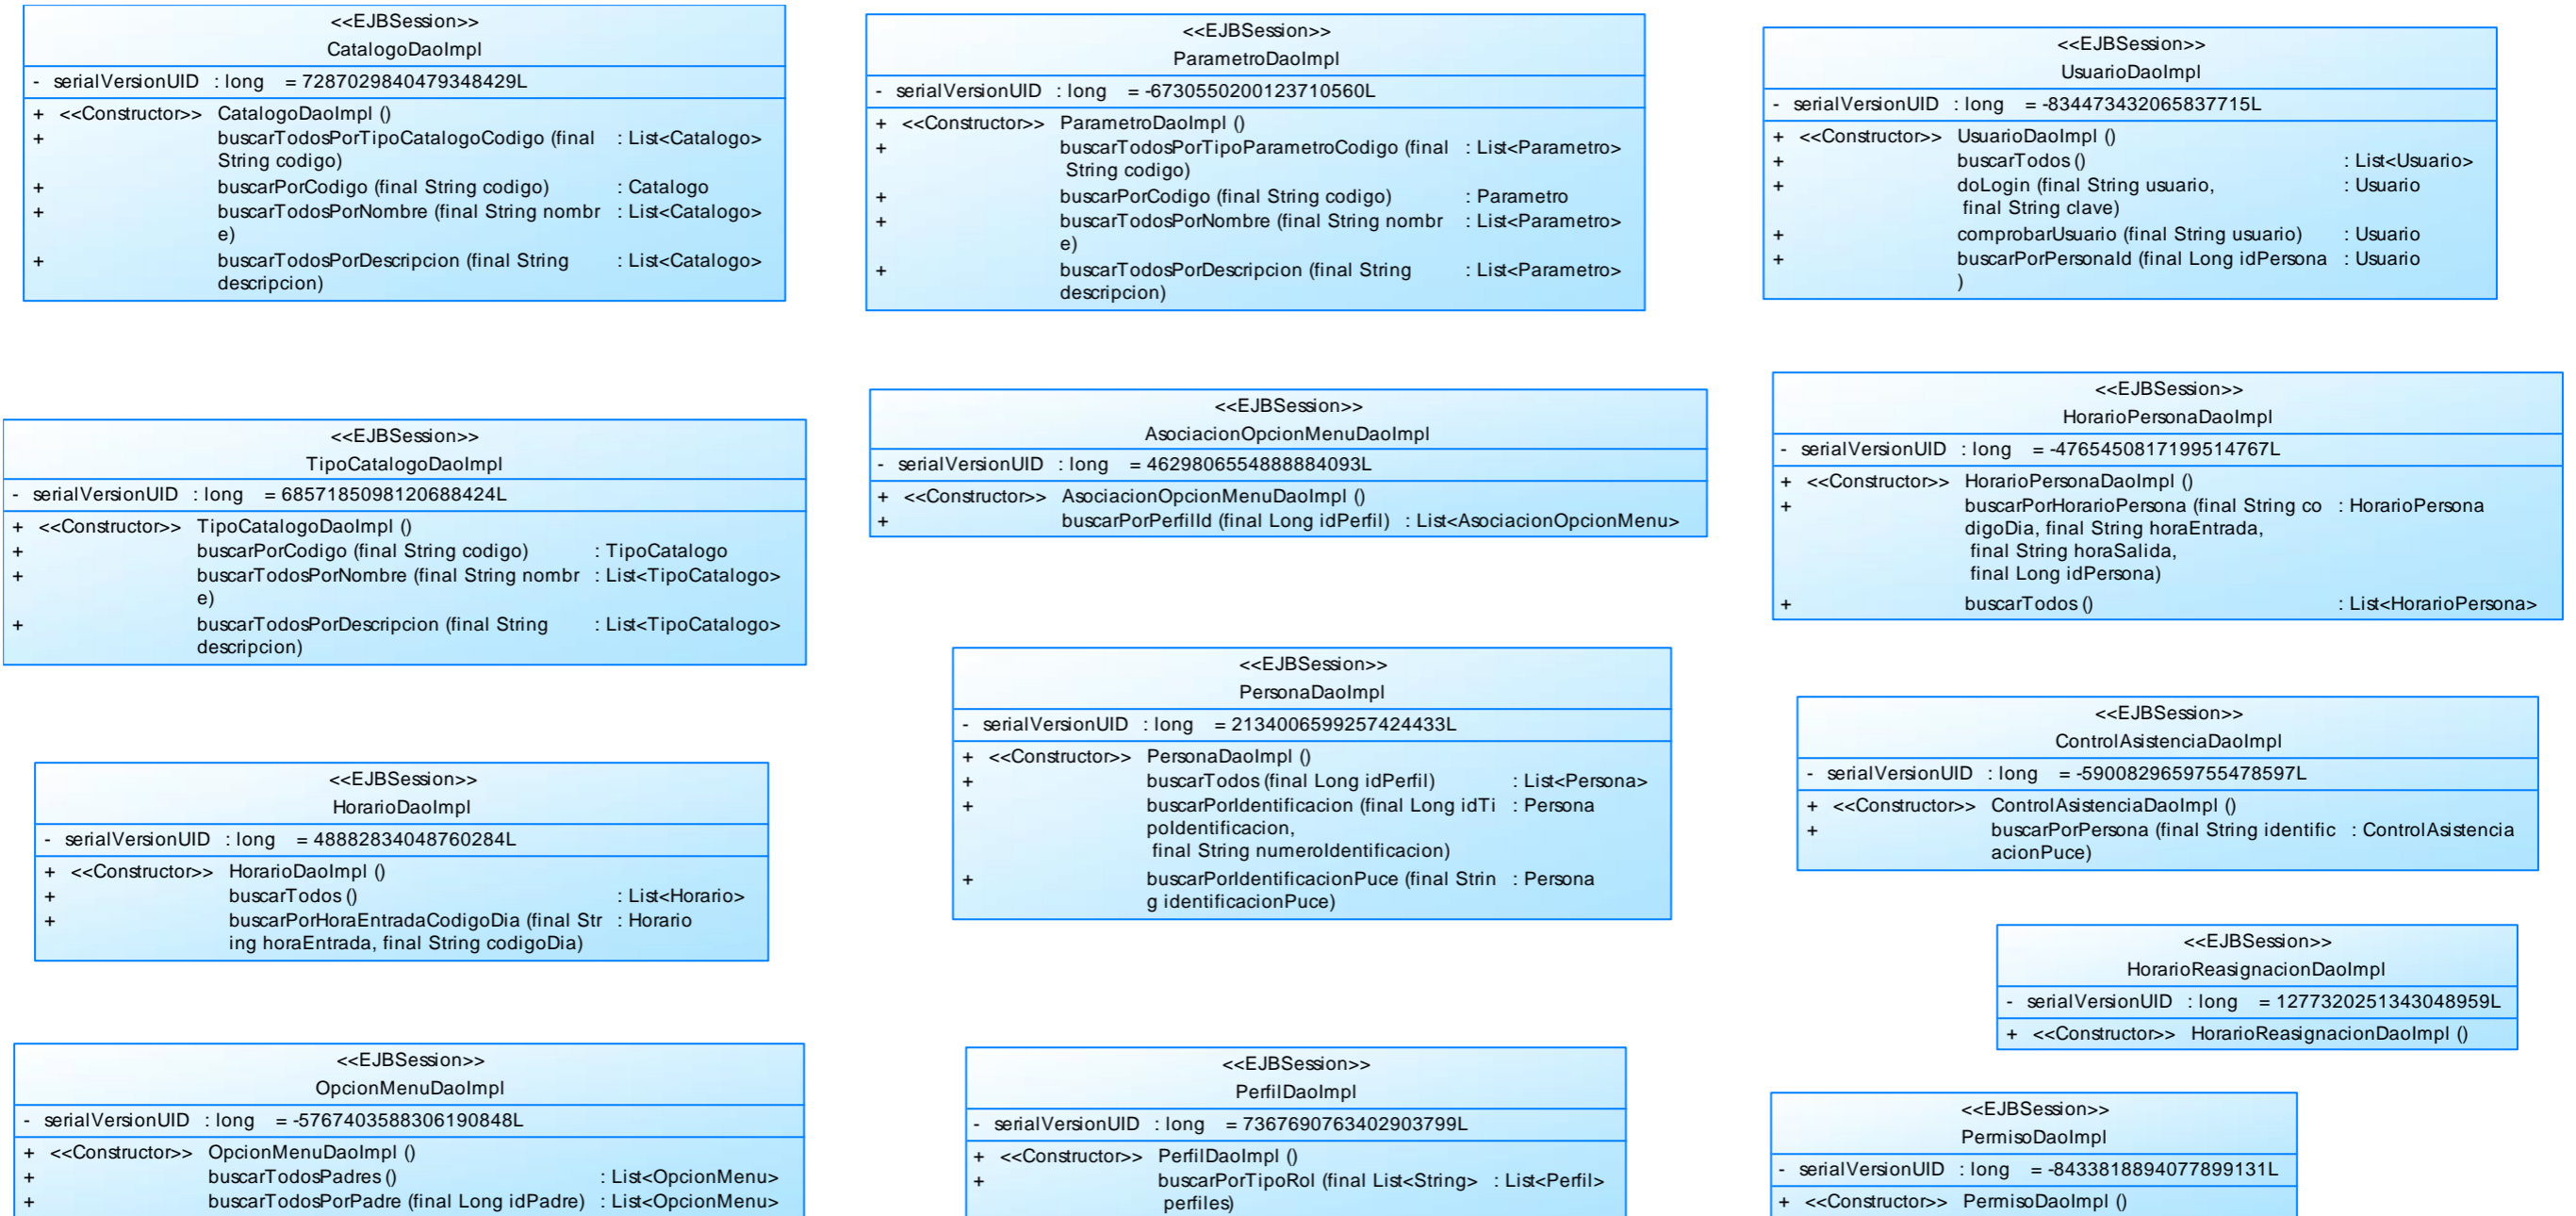 <<EJBSession>>
CatalogoDaoImpl
- serialVersionUID : long = 7287029840479348429L
+ <<Constructor>> CatalogoDaoImpl ()
+ buscarTodosPorTipoCatalogoCodigo (final : List<Catalogo>
String codigo)
+ buscarPorCodigo (final String codigo) : Catalogo
+ buscarTodosPorNombre (final String nombr : List<Catalogo>
e)
+ buscarTodosPorDescripcion (final String : List<Catalogo>
descripcion)
<<EJBSession>>
ParametroDaoImpl
- serialVersionUID : long = -6730550200123710560L
+ <<Constructor>> ParametroDaoImpl ()
+ buscarTodosPorTipoParametroCodigo (final : List<Parametro>
String codigo)
+ buscarPorCodigo (final String codigo) : Parametro
+ buscarTodosPorNombre (final String nombr : List<Parametro>
e)
+ buscarTodosPorDescripcion (final String : List<Parametro>
descripcion)
<<EJBSession>>
UsuarioDaoImpl
- serialVersionUID : long = -834473432065837715L
+ <<Constructor>> UsuarioDaoImpl ()
+ buscarTodos () : List<Usuario>
+ doLogin (final String usuario, : Usuario
final String clave)
+ comprobarUsuario (final String usuario) : Usuario
+ buscarPorPersonaId (final Long idPersona : Usuario
)
<<EJBSession>>
TipoCatalogoDaoImpl
- serialVersionUID : long = 6857185098120688424L
+ <<Constructor>> TipoCatalogoDaoImpl ()
+ buscarPorCodigo (final String codigo) : TipoCatalogo
+ buscarTodosPorNombre (final String nombr : List<TipoCatalogo>
e)
+ buscarTodosPorDescripcion (final String : List<TipoCatalogo>
descripcion)
<<EJBSession>>
AsociacionOpcionMenuDaoImpl
- serialVersionUID : long = 4629806554888884093L
+ <<Constructor>> AsociacionOpcionMenuDaoImpl ()
+ buscarPorPerfilId (final Long idPerfil) : List<AsociacionOpcionMenu>
<<EJBSession>>
HorarioPersonaDaoImpl
- serialVersionUID : long = -4765450817199514767L
+ <<Constructor>> HorarioPersonaDaoImpl ()
+ buscarPorHorarioPersona (final String co : HorarioPersona
digoDia, final String horaEntrada,
final String horaSalida,
final Long idPersona)
+ buscarTodos () : List<HorarioPersona>
<<EJBSession>>
PersonaDaoImpl
- serialVersionUID : long = 2134006599257424433L
+ <<Constructor>> PersonaDaoImpl ()
+ buscarTodos (final Long idPerfil) : List<Persona>
+ buscarPorIdentificacion (final Long idTi : Persona
poIdentificacion,
final String numeroIdentificacion)
+ buscarPorIdentificacionPuce (final Strin : Persona
g identificacionPuce)
<<EJBSession>>
ControlAsistenciaDaoImpl
- serialVersionUID : long = -5900829659755478597L
+ <<Constructor>> ControlAsistenciaDaoImpl ()
+ buscarPorPersona (final String identific : ControlAsistencia
acionPuce)
<<EJBSession>>
HorarioDaoImpl
- serialVersionUID : long = 48882834048760284L
+ <<Constructor>> HorarioDaoImpl ()
+ buscarTodos () : List<Horario>
+ buscarPorHoraEntradaCodigoDia (final Str : Horario
ing horaEntrada, final String codigoDia)
<<EJBSession>>
HorarioReasignacionDaoImpl
- serialVersionUID : long = 1277320251343048959L
+ <<Constructor>> HorarioReasignacionDaoImpl ()
<<EJBSession>>
OpcionMenuDaoImpl
- serialVersionUID : long = -5767403588306190848L
+ <<Constructor>> OpcionMenuDaoImpl ()
+ buscarTodosPadres () : List<OpcionMenu>
+ buscarTodosPorPadre (final Long idPadre) : List<OpcionMenu>
<<EJBSession>>
PerfilDaoImpl
- serialVersionUID : long = 7367690763402903799L
+ <<Constructor>> PerfilDaoImpl ()
+ buscarPorTipoRol (final List<String> : List<Perfil>
perfiles)
<<EJBSession>>
PermisoDaoImpl
- serialVersionUID : long = -8433818894077899131L
+ <<Constructor>> PermisoDaoImpl ()